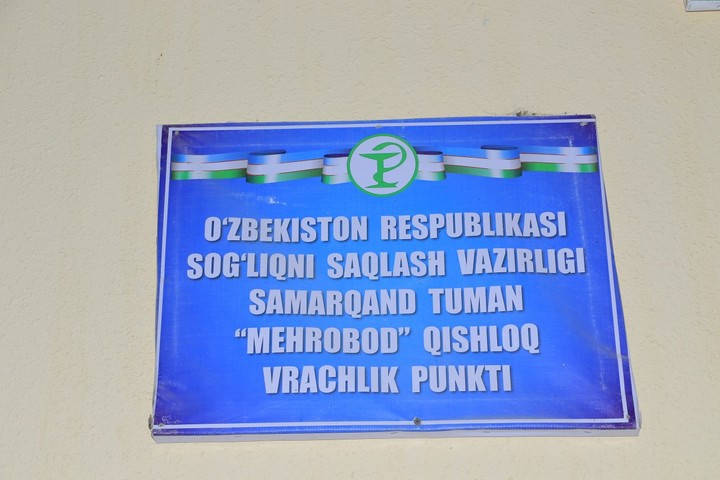 O‘ZBEKISTON RESPUBLIKASI
SOG‘LIQNI SAQLASH VAZIRLIGI
SAMARQAND TUMAN
“MEHROBOD” QISHLOQ
VRACHLIK PUNKTI